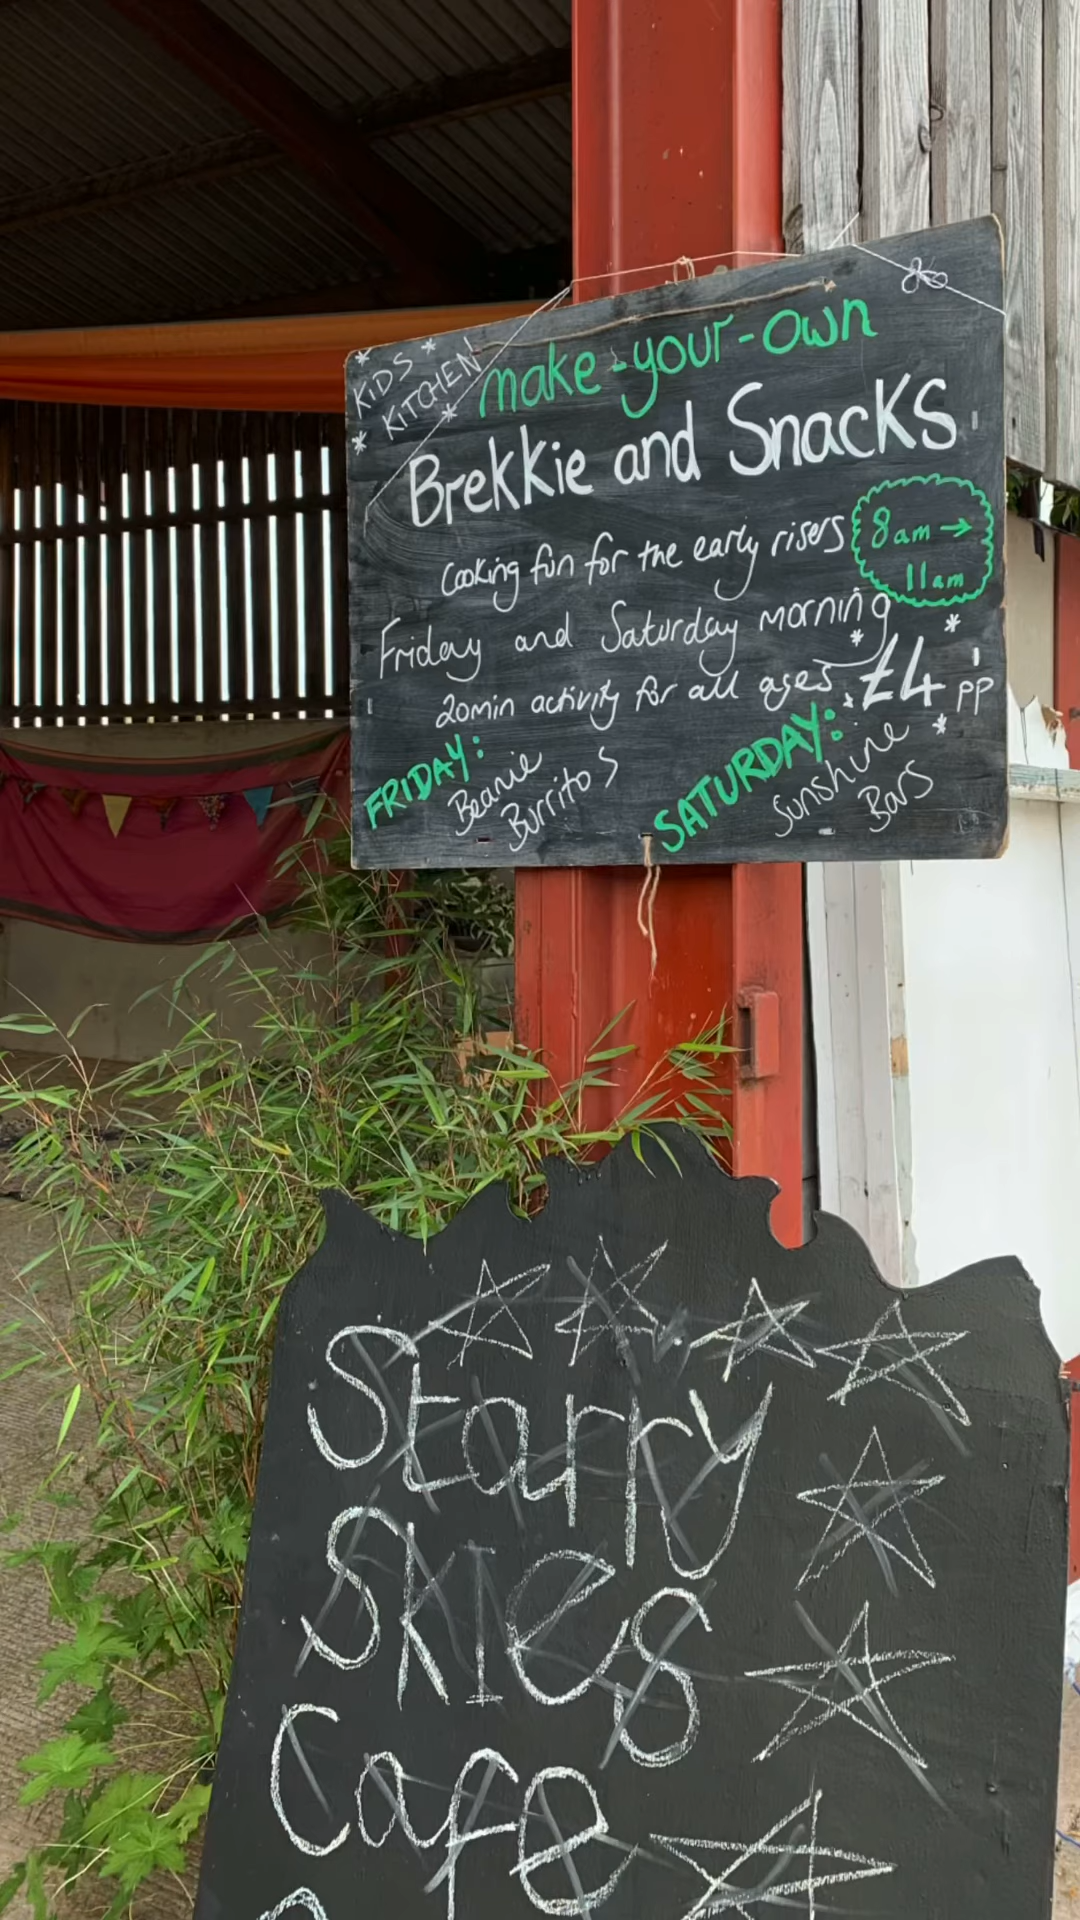 * KIDS *
* KITCHEN *
make-your-own
Brekkie and Snacks
Cooking fun for the early risers
8am →
11am
Friday and Saturday morning
20min activity for all ages
* £4 pp *
FRIDAY:
Beanie
Burritos
SATURDAY:
Sunshine
Bars
Starry
Skies
Cafe